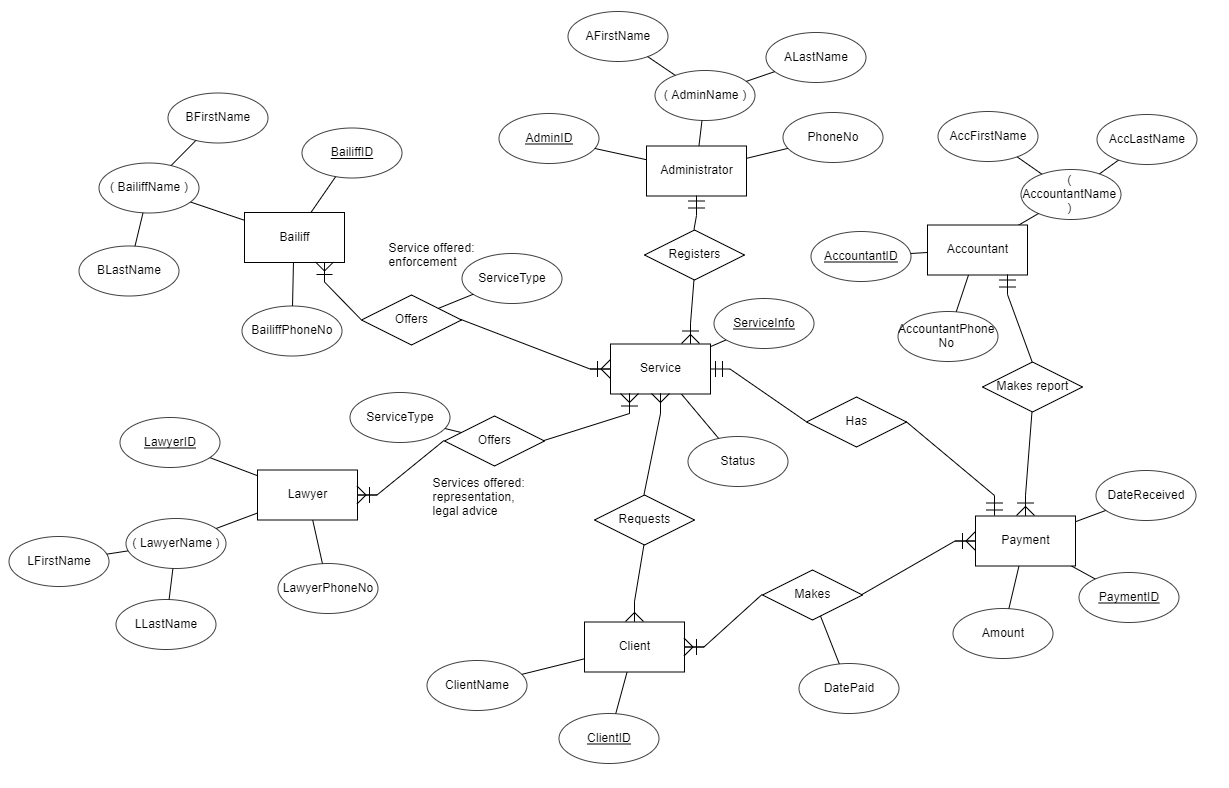 AFirstName
ALastName
( AdminName )
BFirstName
AdminID
PhoneNo
AccFirstName
AccLastName
BailiffID
Administrator
( BailiffName )
(
AccountantName
)
Bailiff
Service offered:
enforcement
Registers
AccountantID
Accountant
BLastName
ServiceType
BailiffPhoneNo
Offers
ServiceInfo
AccountantPhone
No
Service
Makes report
ServiceType
Offers
Has
LawyerID
Status
Services offered:
representation,
legal advice
Lawyer
DateReceived
Requests
( LawyerName )
Payment
LFirstName
LawyerPhoneNo
Makes
PaymentID
LLastName
Amount
Client
ClientName
DatePaid
ClientID